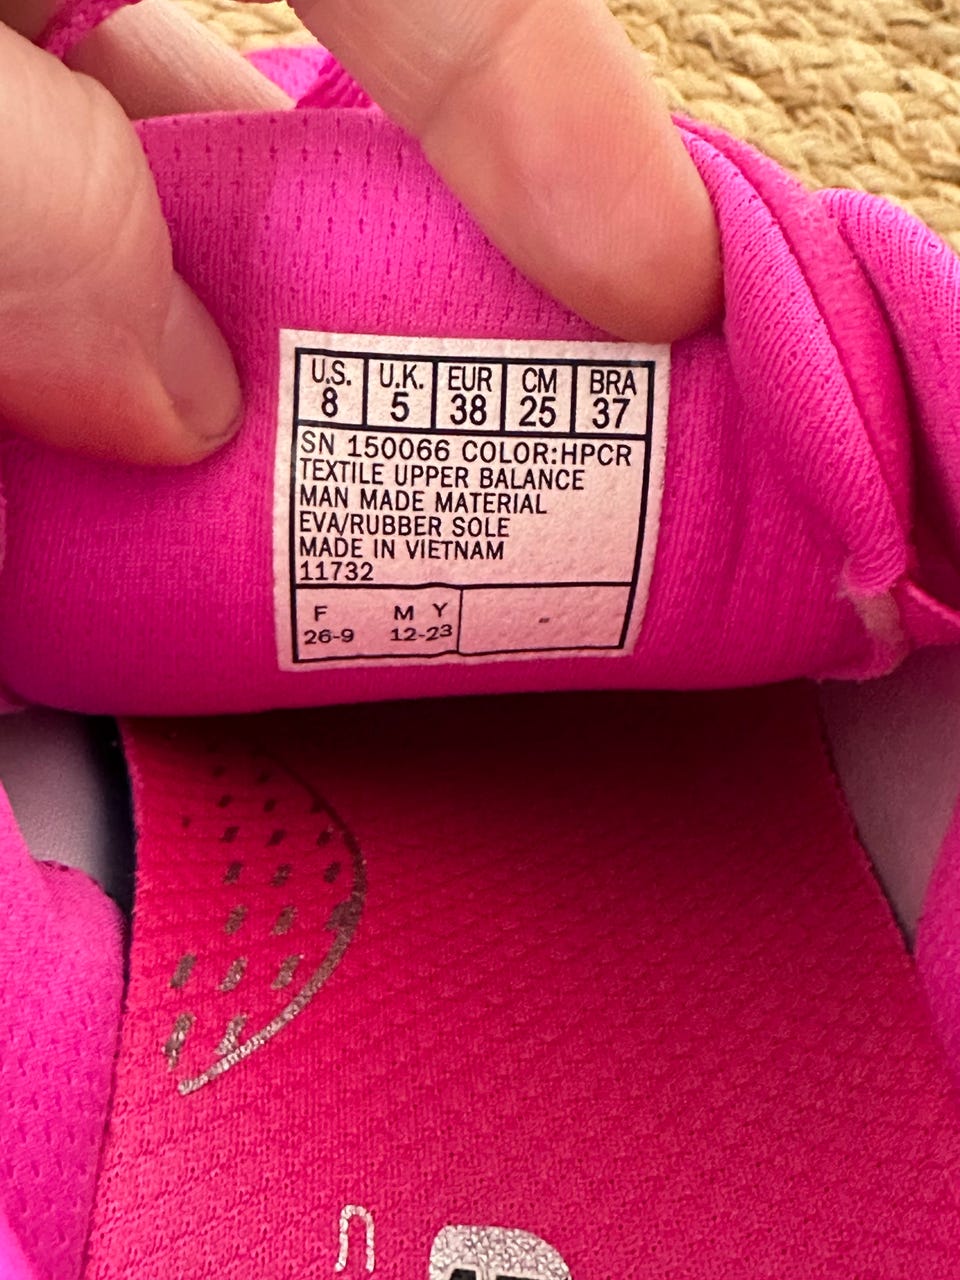 U.S. U.K. EUR CM BRA
8 5 38 25 37
SN 150066 COLOR:HPCR
TEXTILE UPPER BALANCE
MAN MADE MATERIAL
EVA/RUBBER SOLE
MADE IN VIETNAM
11732
F M Y
26-9 12-23